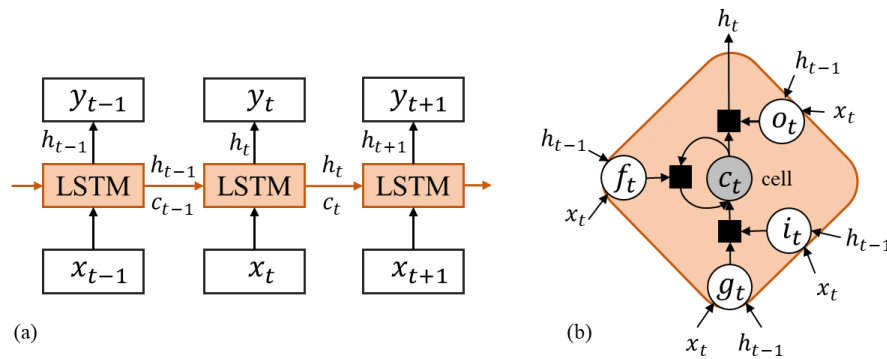 y_{t-1} y_t y_{t+1}
h_{t-1} h_t h_{t+1}
h_{t-1} h_t
LSTM LSTM LSTM
c_{t-1} c_t
x_{t-1} x_t x_{t+1}
(a)
h_t
h_{t-1}
o_t x_t
h_{t-1}
f_t c_t cell
x_t
i_t h_{t-1}
g_t x_t
x_t h_{t-1}
(b)